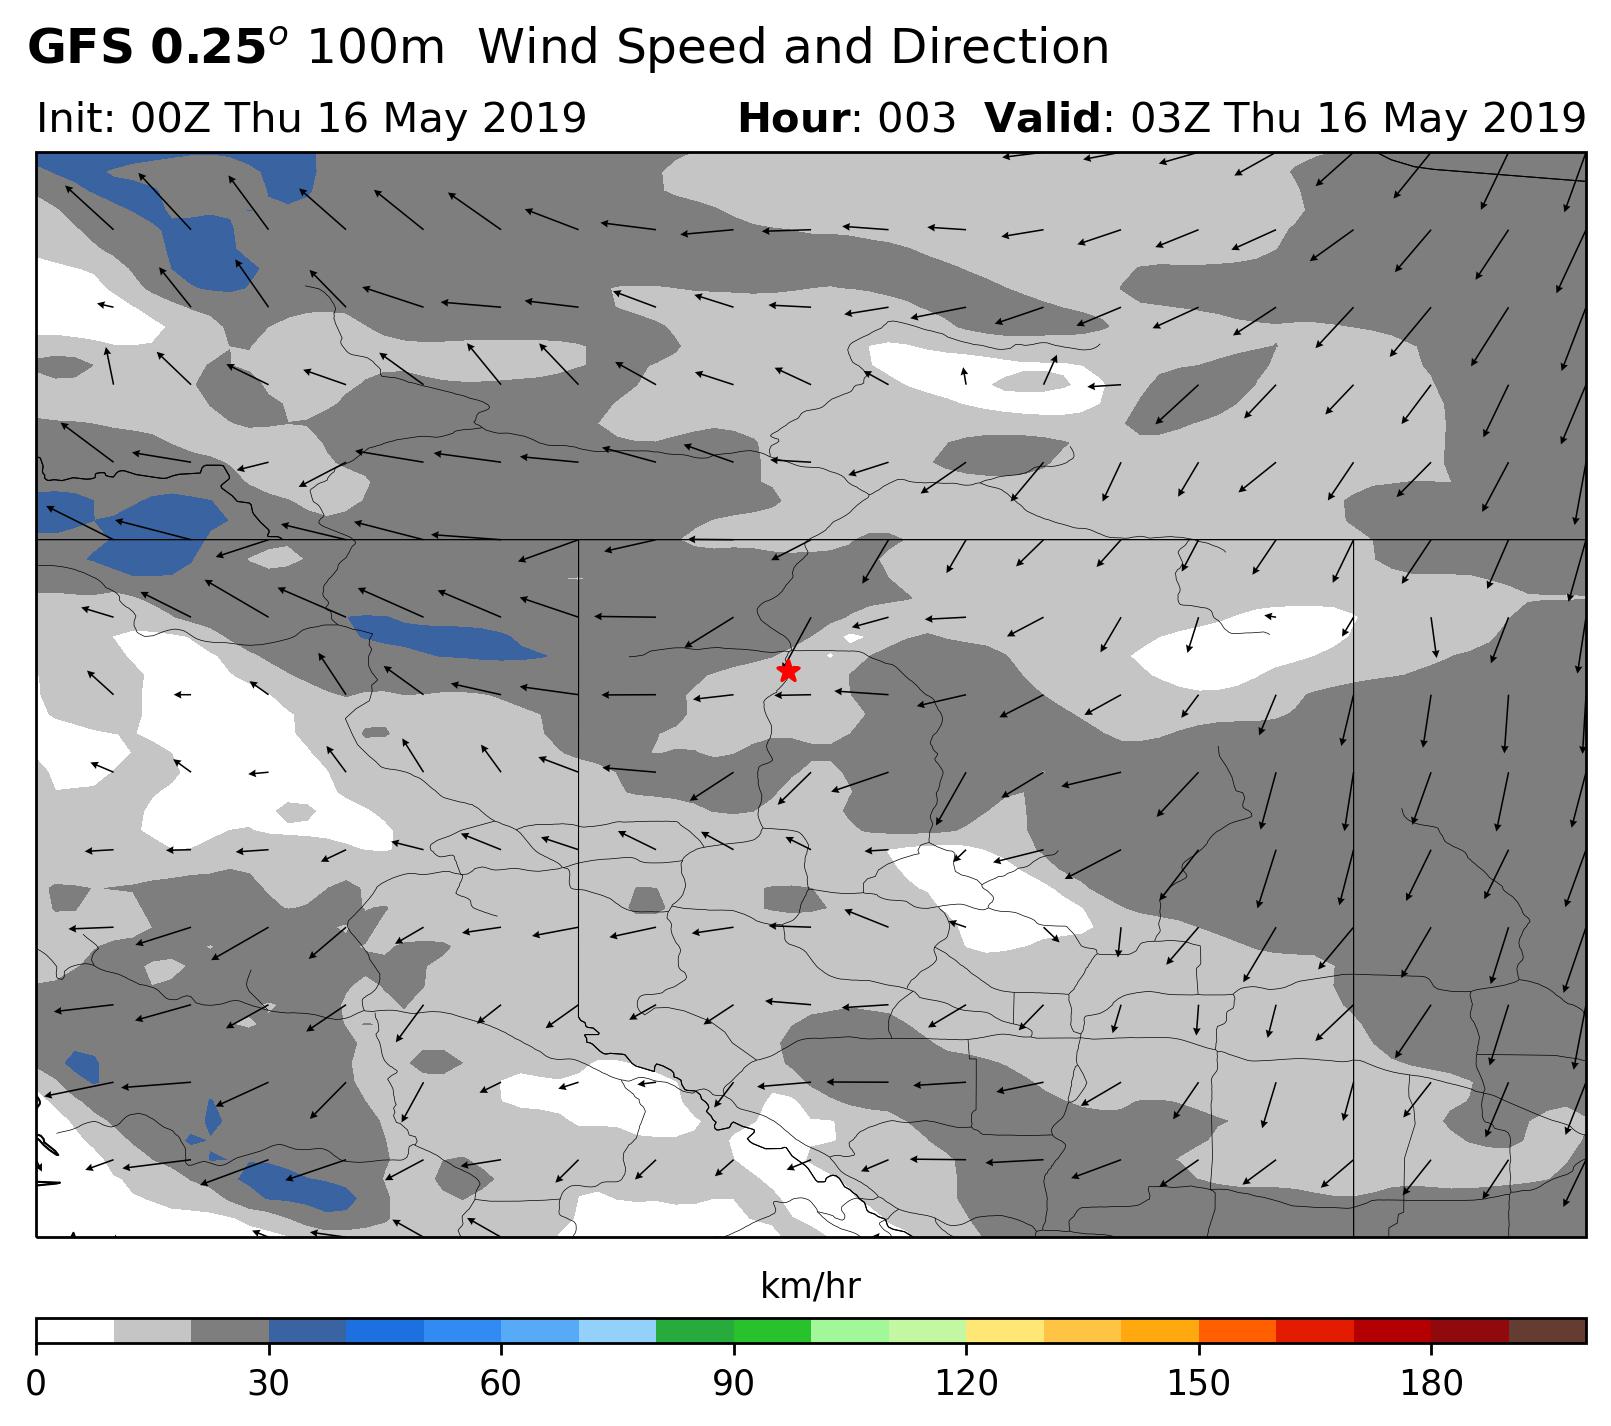 GFS 0.25o 100m Wind Speed and Direction
Init: 00Z Thu 16 May 2019 Hour: 003 Valid: 03Z Thu 16 May 2019
km/hr
0 30 60 90 120 150 180